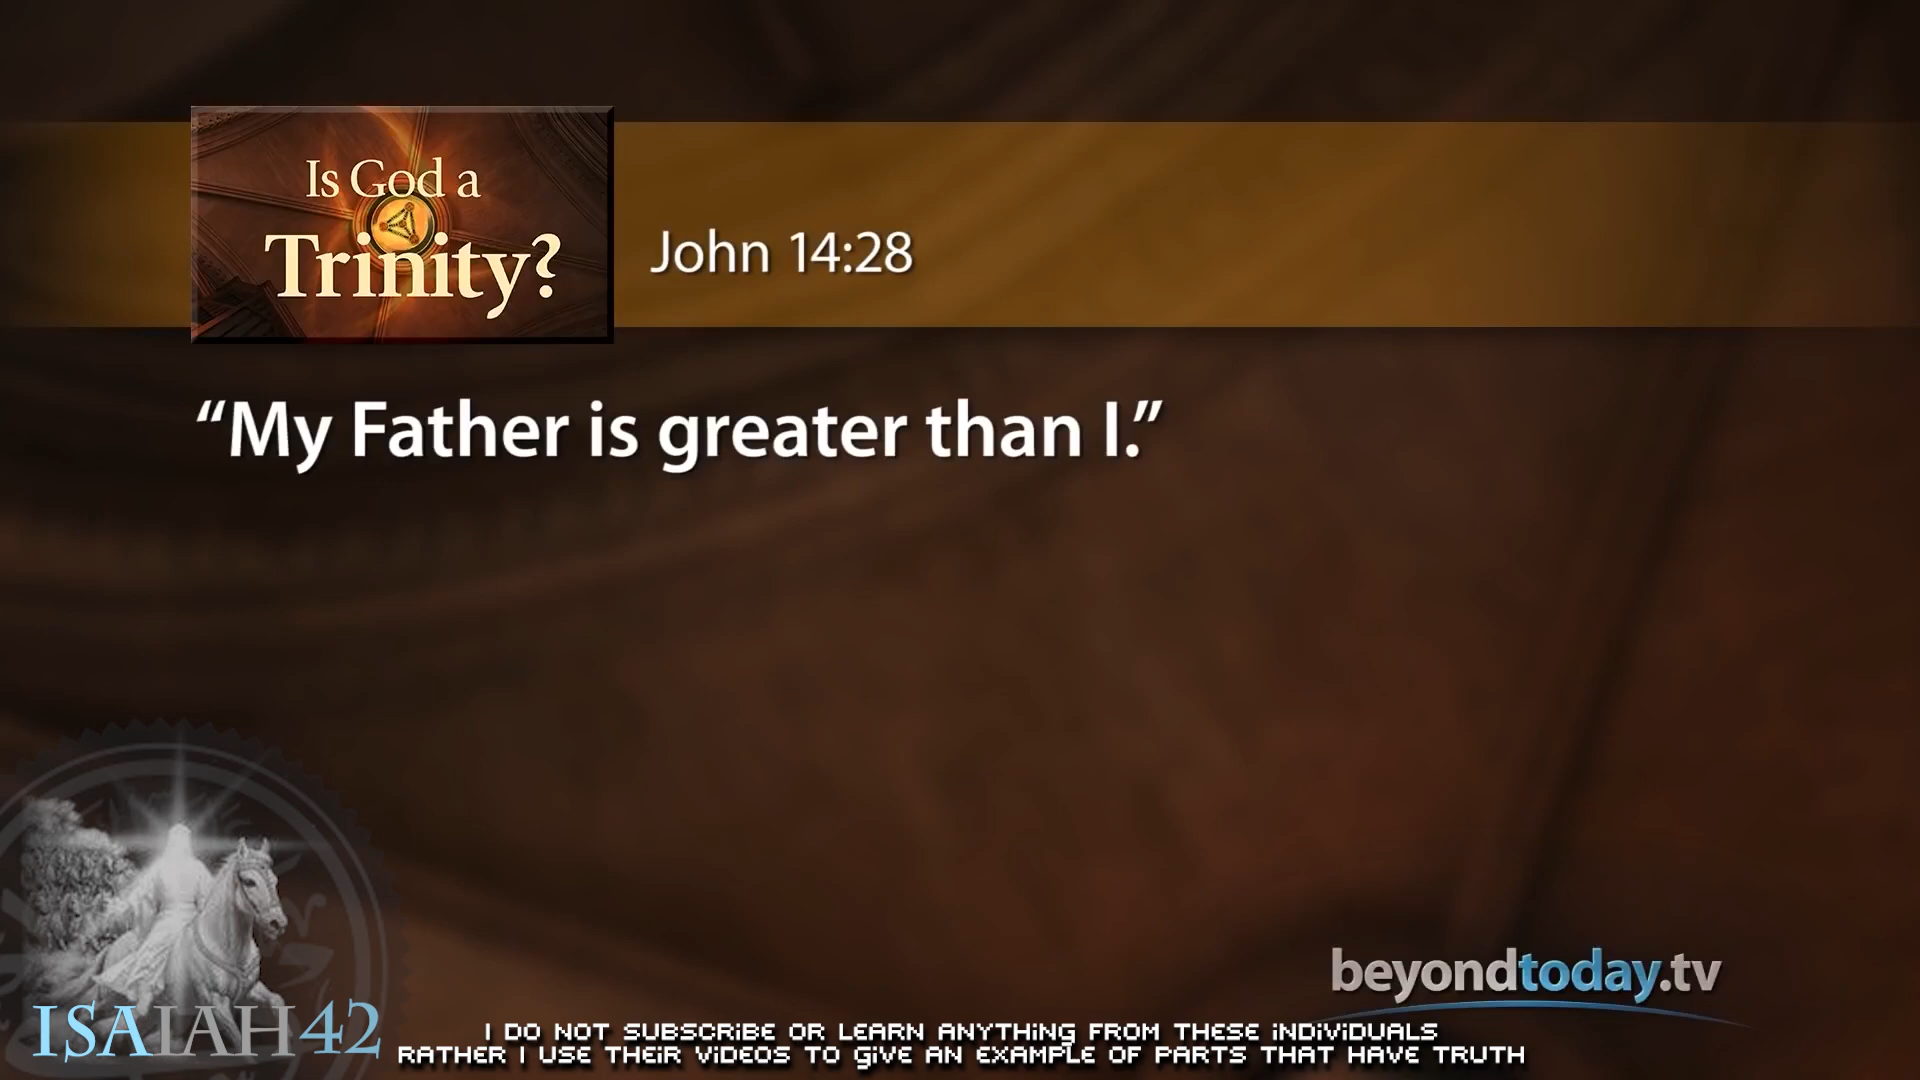 Is God a
Trinity?
John 14:28
“My Father is greater than I.”
beyondtoday.tv
ISAIAH 42
I DO NOT SUBSCRIBE OR LEARN ANYTHING FROM THESE INDIVIDUALS
RATHER I USE THEIR VIDEOS TO GIVE AN EXAMPLE OF PARTS THAT HAVE TRUTH